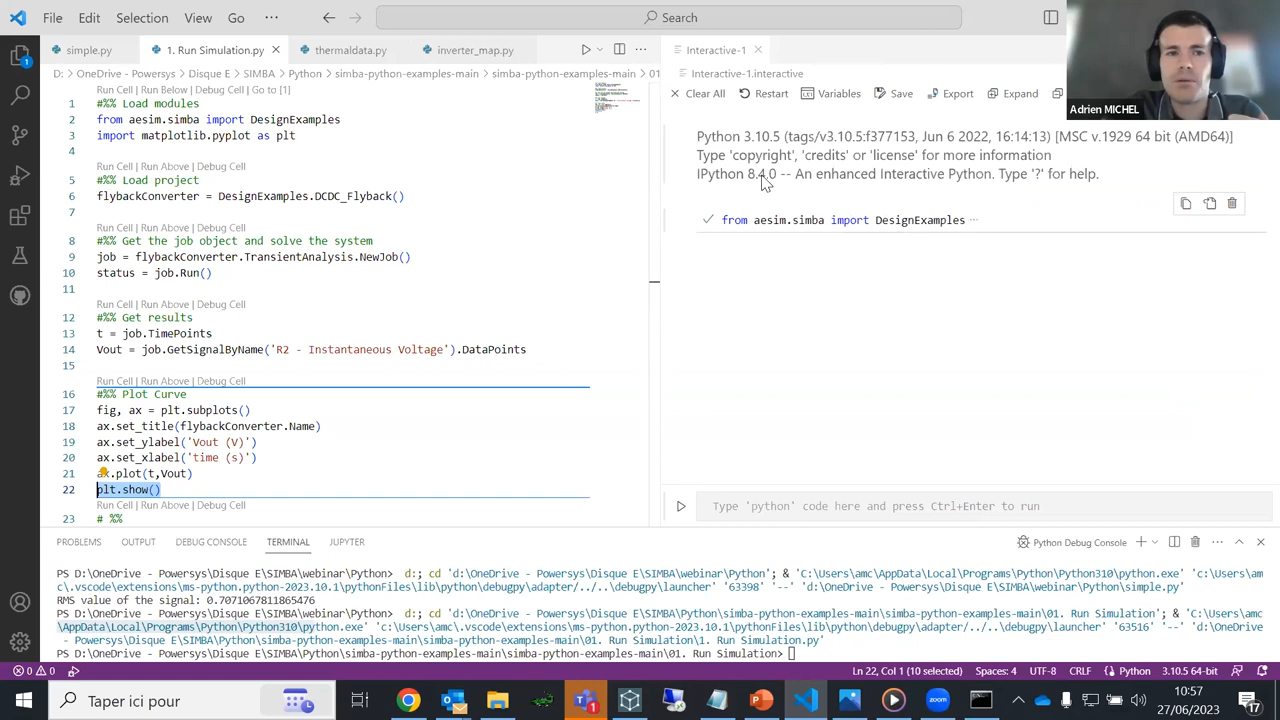 File Edit Selection View Go ··· Search
simple.py 1. Run Simulation.py thermaldata.py inverter_map.py ···
Interactive-1
D: > OneDrive - Powersys > Disque E > SIMBA > Python > simba-python-examples-main > simba-python-examples-main > 01
Interactive-1.interactive
Clear All Restart Variables Save Export Expand
Adrien MICHEL
Run Cell | Run Below | Debug Cell | Go to [1]
1 #%% Load modules
2 from aesim.simba import DesignExamples
3 import matplotlib.pyplot as plt
4
Run Cell | Run Above | Debug Cell
5 #%% Load project
6 flybackConverter = DesignExamples.DCDC_Flyback()
7
Run Cell | Run Above | Debug Cell
8 #%% Get the job object and solve the system
9 job = flybackConverter.TransientAnalysis.NewJob()
10 status = job.Run()
11
Run Cell | Run Above | Debug Cell
12 #%% Get results
13 t = job.TimePoints
14 Vout = job.GetSignalByName('R2 - Instantaneous Voltage').DataPoints
15
Run Cell | Run Above | Debug Cell
16 #%% Plot Curve
17 fig, ax = plt.subplots()
18 ax.set_title(flybackConverter.Name)
19 ax.set_ylabel('Vout (V)')
20 ax.set_xlabel('time (s)')
21 ax.plot(t,Vout)
22 plt.show()
Run Cell | Run Above | Debug Cell
23 # %%
Python 3.10.5 (tags/v3.10.5:f377153, Jun 6 2022, 16:14:13) [MSC v.1929 64 bit (AMD64)]
Type 'copyright', 'credits' or 'license' for more information
IPython 8.4.0 -- An enhanced Interactive Python. Type '?' for help.
from aesim.simba import DesignExamples ···
Type 'python' code here and press Ctrl+Enter to run
PROBLEMS OUTPUT DEBUG CONSOLE TERMINAL JUPYTER
Python Debug Console
PS D:\OneDrive - Powersys\Disque E\SIMBA\webinar\Python> d:; cd 'd:\OneDrive - Powersys\Disque E\SIMBA\webinar\Python'; & 'C:\Users\amc\AppData\Local\Programs\Python\Python310\python.exe' 'c:\Users\am
c\.vscode\extensions\ms-python.python-2023.10.1\pythonFiles\lib\python\debugpy\adapter/../..\debugpy\launcher' '63398' '--' 'd:\OneDrive - Powersys\Disque E\SIMBA\webinar\Python\simple.py'
RMS value of the signal: 0.7071067811865476
PS D:\OneDrive - Powersys\Disque E\SIMBA\webinar\Python> d:; cd 'd:\OneDrive - Powersys\Disque E\SIMBA\Python\simba-python-examples-main\simba-python-examples-main\01. Run Simulation'; & 'C:\Users\amc
\AppData\Local\Programs\Python\Python310\python.exe' 'c:\Users\amc\.vscode\extensions\ms-python.python-2023.10.1\pythonFiles\lib\python\debugpy\adapter/../..\debugpy\launcher' '63516' '--' 'd:\OneDrive
- Powersys\Disque E\SIMBA\Python\simba-python-examples-main\simba-python-examples-main\01. Run Simulation\1. Run Simulation.py'
PS D:\OneDrive - Powersys\Disque E\SIMBA\Python\simba-python-examples-main\simba-python-examples-main\01. Run Simulation>
0 0 Ln 22, Col 1 (10 selected) Spaces: 4 UTF-8 CRLF Python 3.10.5 64-bit
Taper ici pour
1
zoom
10:57
27/06/2023
17